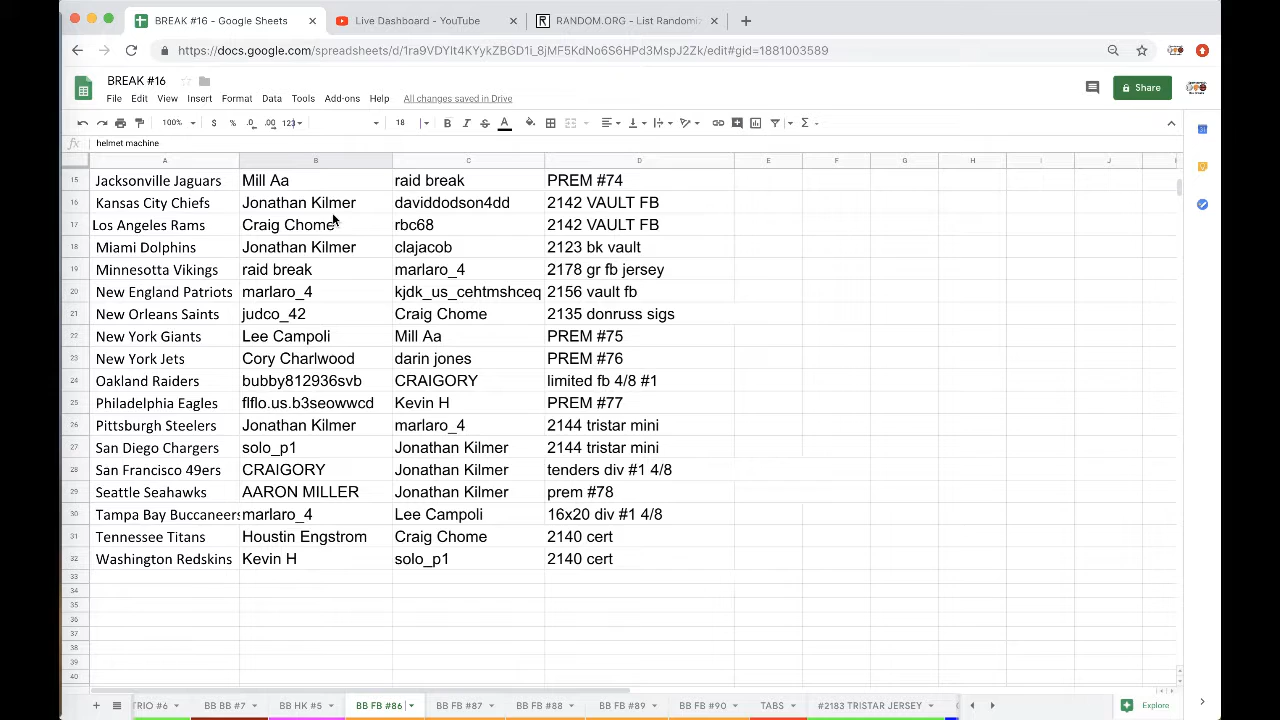 BREAK #16 - Google Sheets
Live Dashboard - YouTube
RANDOM.ORG - List Randomi
https://docs.google.com/spreadsheets/d/1ra9VDYIt4KYykZBGD1i_8jMF5KdNo6S6HPd3MspJ2Zk/edit#gid=1861003589
BREAK #16
File Edit View Insert Format Data Tools Add-ons Help All changes saved in Drive
Share
100% $ % .0 .00 123 18 B I S A Σ
fx helmet machine
A B C D E F G H I J
15 Jacksonville Jaguars Mill Aa raid break PREM #74
16 Kansas City Chiefs Jonathan Kilmer daviddodson4dd 2142 VAULT FB
17 Los Angeles Rams Craig Chome rbc68 2142 VAULT FB
18 Miami Dolphins Jonathan Kilmer clajacob 2123 bk vault
19 Minnesotta Vikings raid break marlaro_4 2178 gr fb jersey
20 New England Patriots marlaro_4 kjdk_us_cehtmshceq 2156 vault fb
21 New Orleans Saints judco_42 Craig Chome 2135 donruss sigs
22 New York Giants Lee Campoli Mill Aa PREM #75
23 New York Jets Cory Charlwood darin jones PREM #76
24 Oakland Raiders bubby812936svb CRAIGORY limited fb 4/8 #1
25 Philadelphia Eagles flflo.us.b3seowwcd Kevin H PREM #77
26 Pittsburgh Steelers Jonathan Kilmer marlaro_4 2144 tristar mini
27 San Diego Chargers solo_p1 Jonathan Kilmer 2144 tristar mini
28 San Francisco 49ers CRAIGORY Jonathan Kilmer tenders div #1 4/8
29 Seattle Seahawks AARON MILLER Jonathan Kilmer prem #78
30 Tampa Bay Buccaneers marlaro_4 Lee Campoli 16x20 div #1 4/8
31 Tennessee Titans Houstin Engstrom Craig Chome 2140 cert
32 Washington Redskins Kevin H solo_p1 2140 cert
33
34
35
36
37
38
39
40
TRIO #6 BB BB #7 BB HK #5 BB FB #86 BB FB #87 BB FB #88 BB FB #89 BB FB #90 TABS #2183 TRISTAR JERSEY Explore